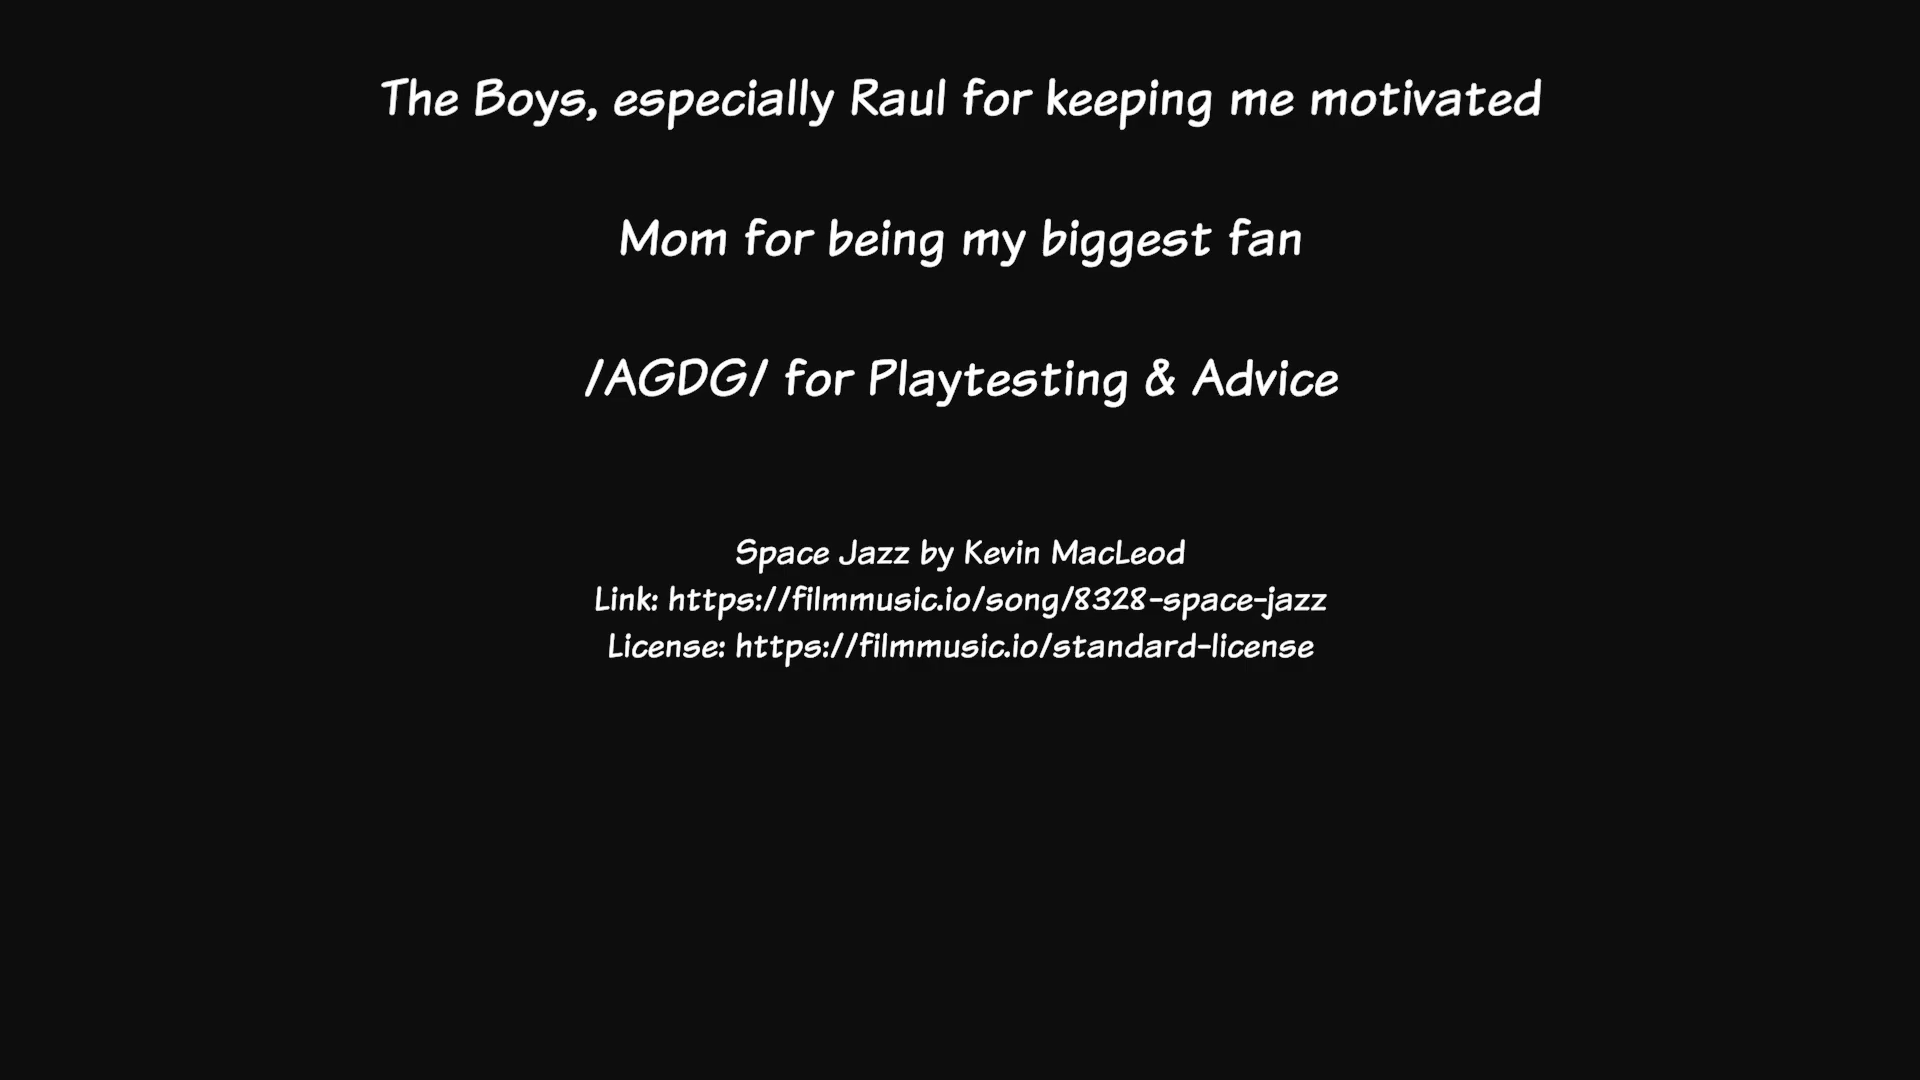 The Boys, especially Raul for keeping me motivated
Mom for being my biggest fan
/AGDG/ for Playtesting & Advice
Space Jazz by Kevin MacLeod
Link: https://filmmusic.io/song/8328-space-jazz
License: https://filmmusic.io/standard-license